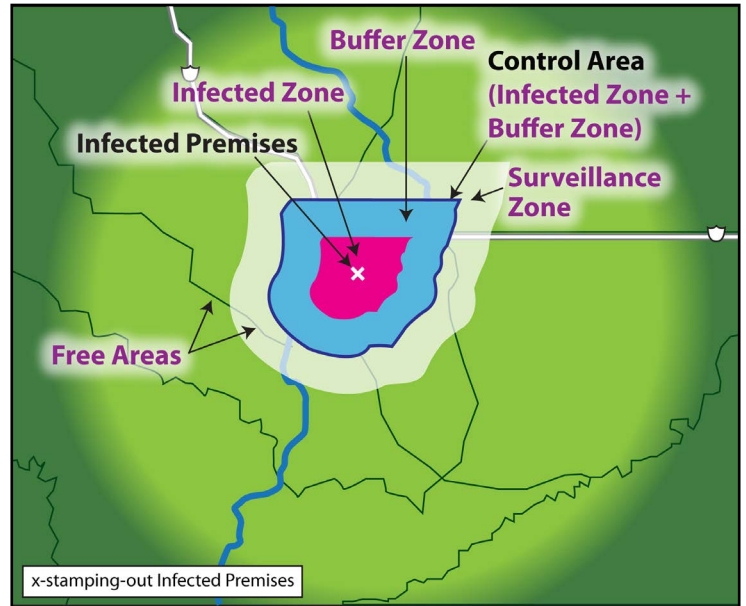 Buffer Zone
Control Area
(Infected Zone +
Buffer Zone)
Infected Zone
Infected Premises
Surveillance
Zone
Free Areas
x-stamping-out Infected Premises